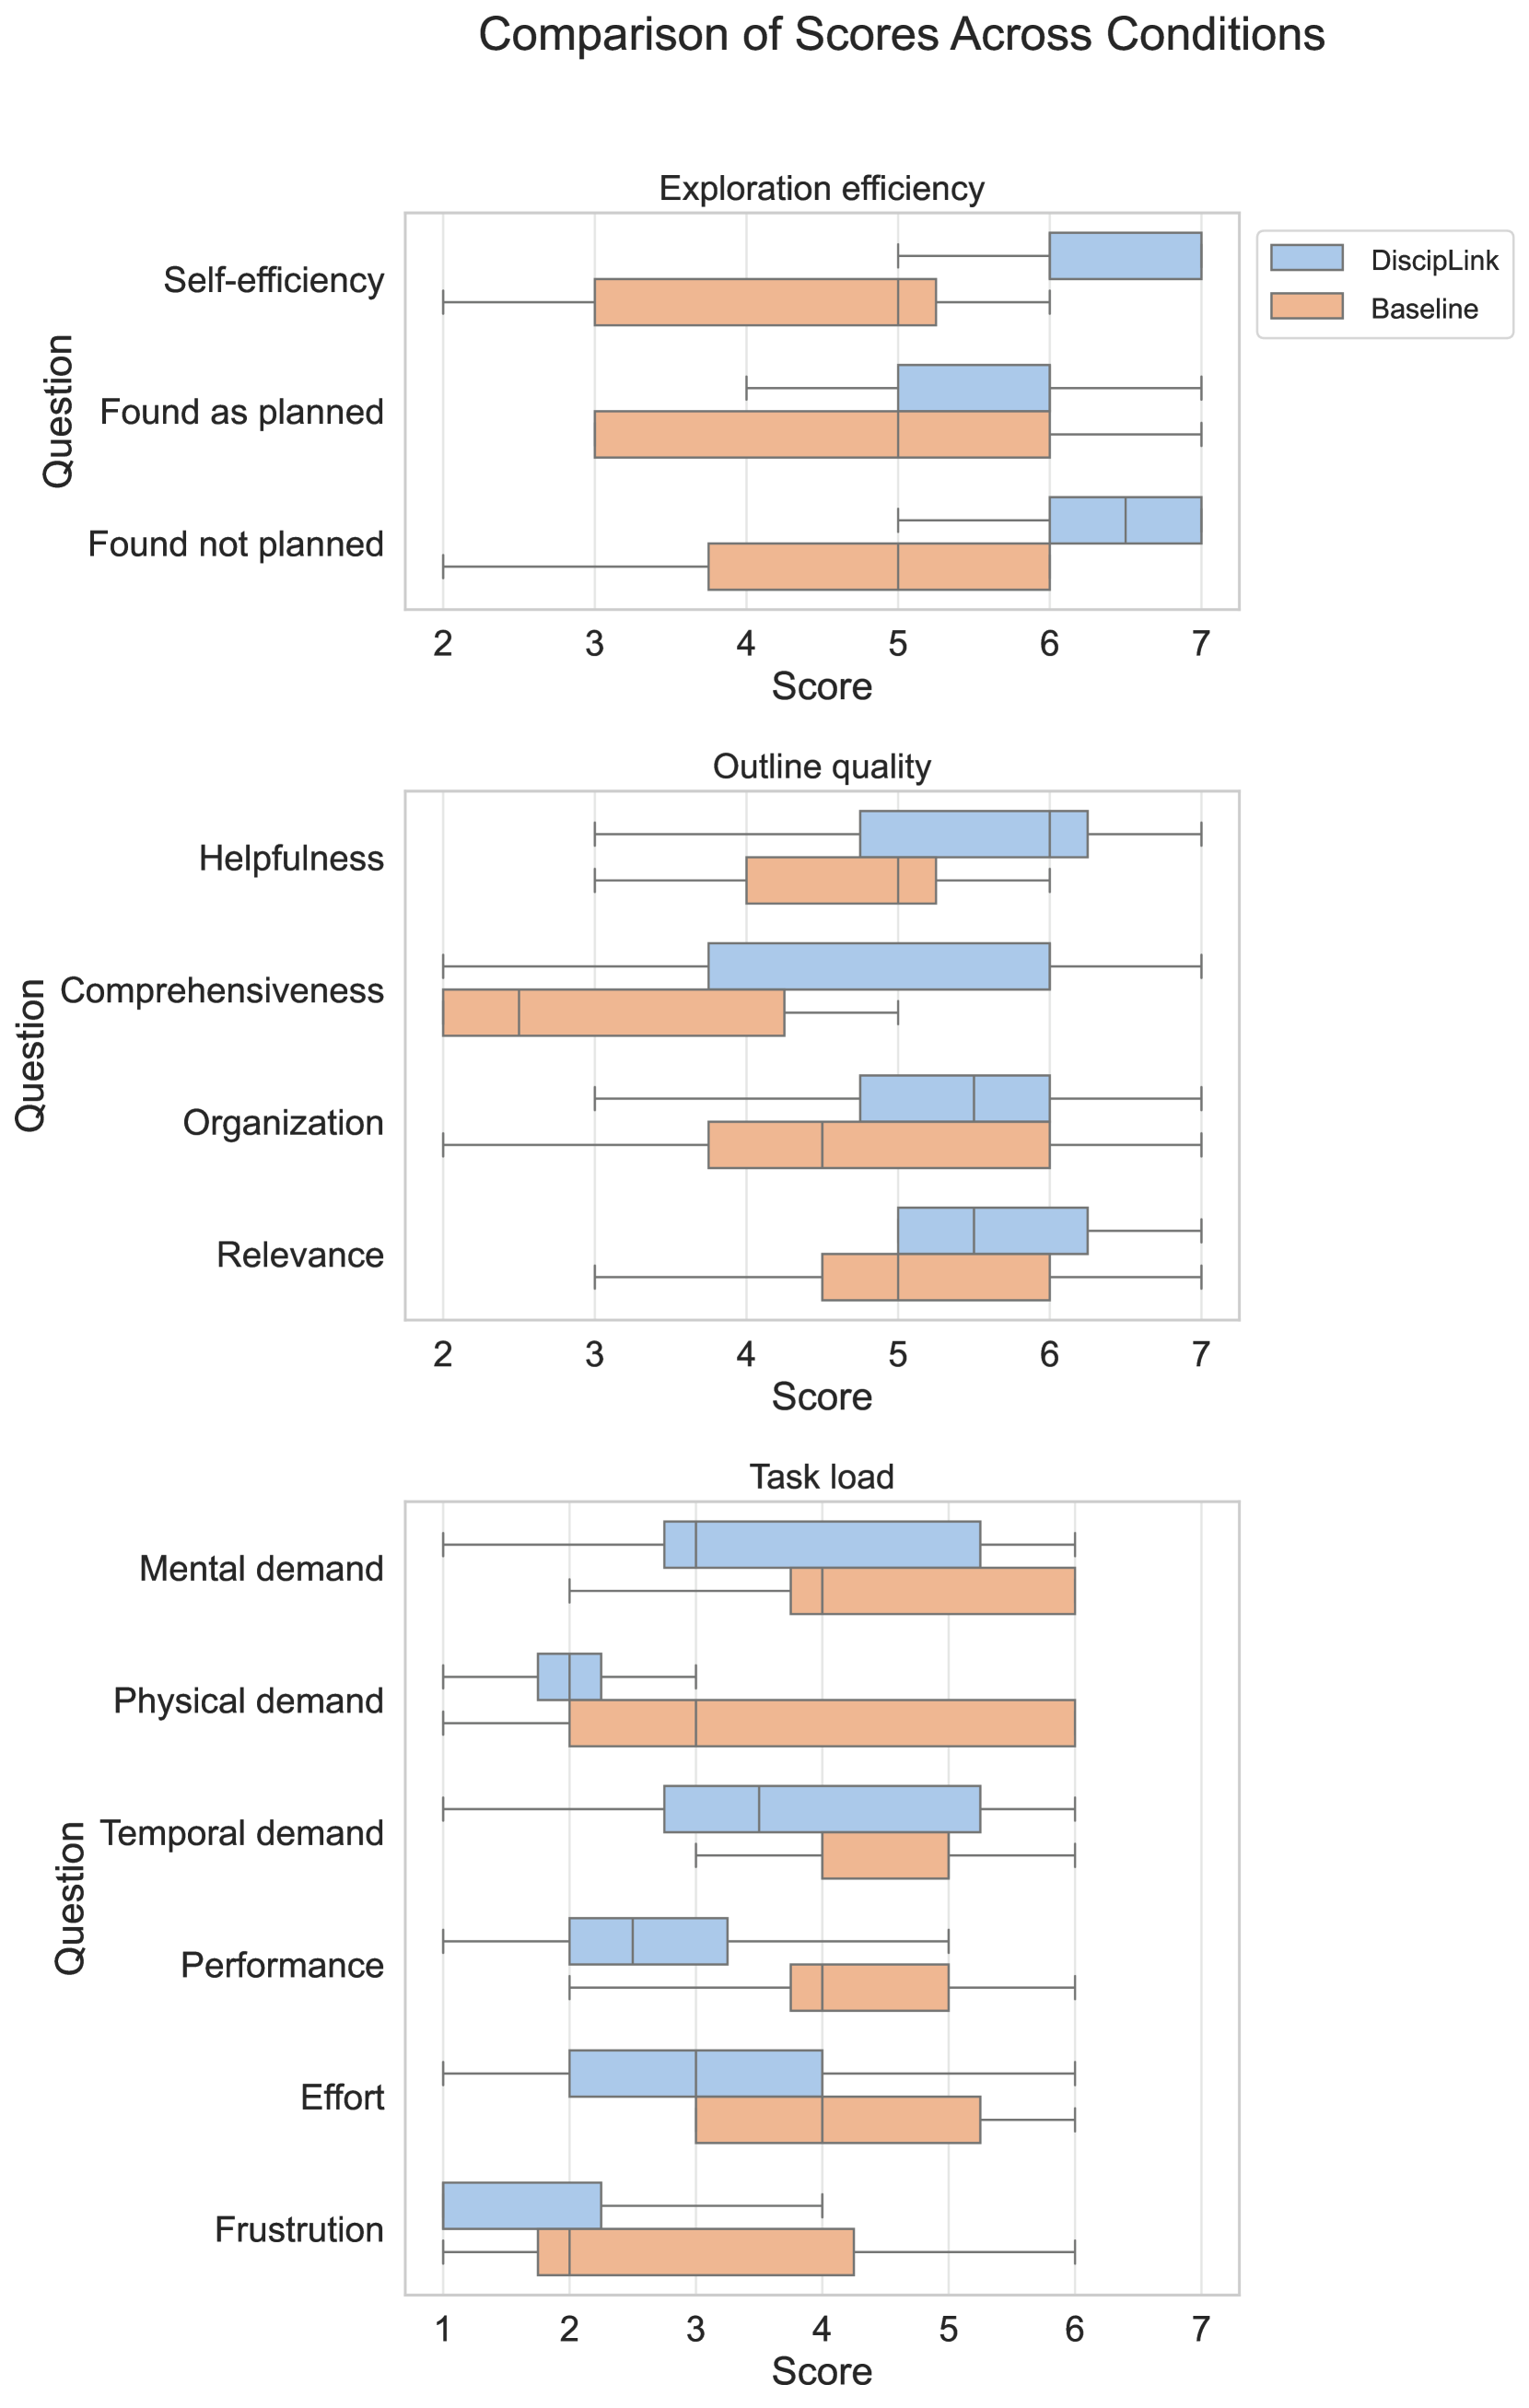 Comparison of Scores Across Conditions
Exploration efficiency
DiscipLink
Baseline
Question
Self-efficiency
Found as planned
Found not planned
2 3 4 5 6 7
Score
Outline quality
Question
Helpfulness
Comprehensiveness
Organization
Relevance
2 3 4 5 6 7
Score
Task load
Question
Mental demand
Physical demand
Temporal demand
Performance
Effort
Frustrution
1 2 3 4 5 6 7
Score